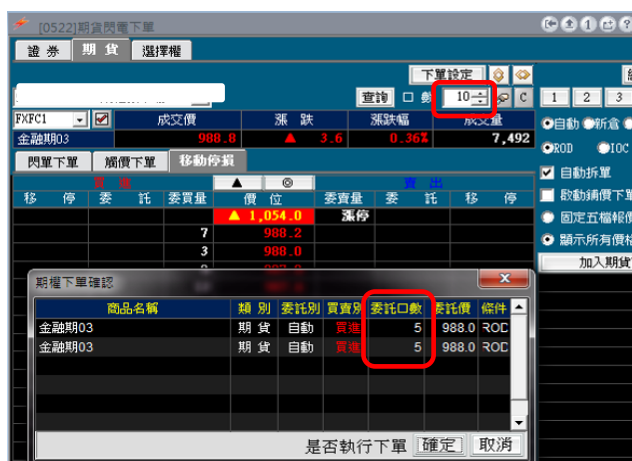 [0522]期貨閃電下單
證券 期貨 選擇權
下單設定
查詢 口數 10 C 1 2 3
FXFC1 成交價 漲跌 漲跌幅 成交量
金融期03 988.8 ▲ 3.6 0.36% 7,492
自動 新倉
ROD IOC
閃單下單 觸價下單 移動停損
自動拆單
買進 ▲ ◎ 賣出
啟動鋪價下單
移停 委託 委買量 價位 委賣量 委託 移停
▲ 1,054.0 漲停
固定五檔報價
7 988.2
顯示所有價格
3 988.0
加入期貨
期權下單確認
商品名稱 類別 委託別 買賣別 委託口數 委託價 條件
金融期03 期貨 自動 買進 5 988.0 ROD
金融期03 期貨 自動 買進 5 988.0 ROD
是否執行下單 確定 取消